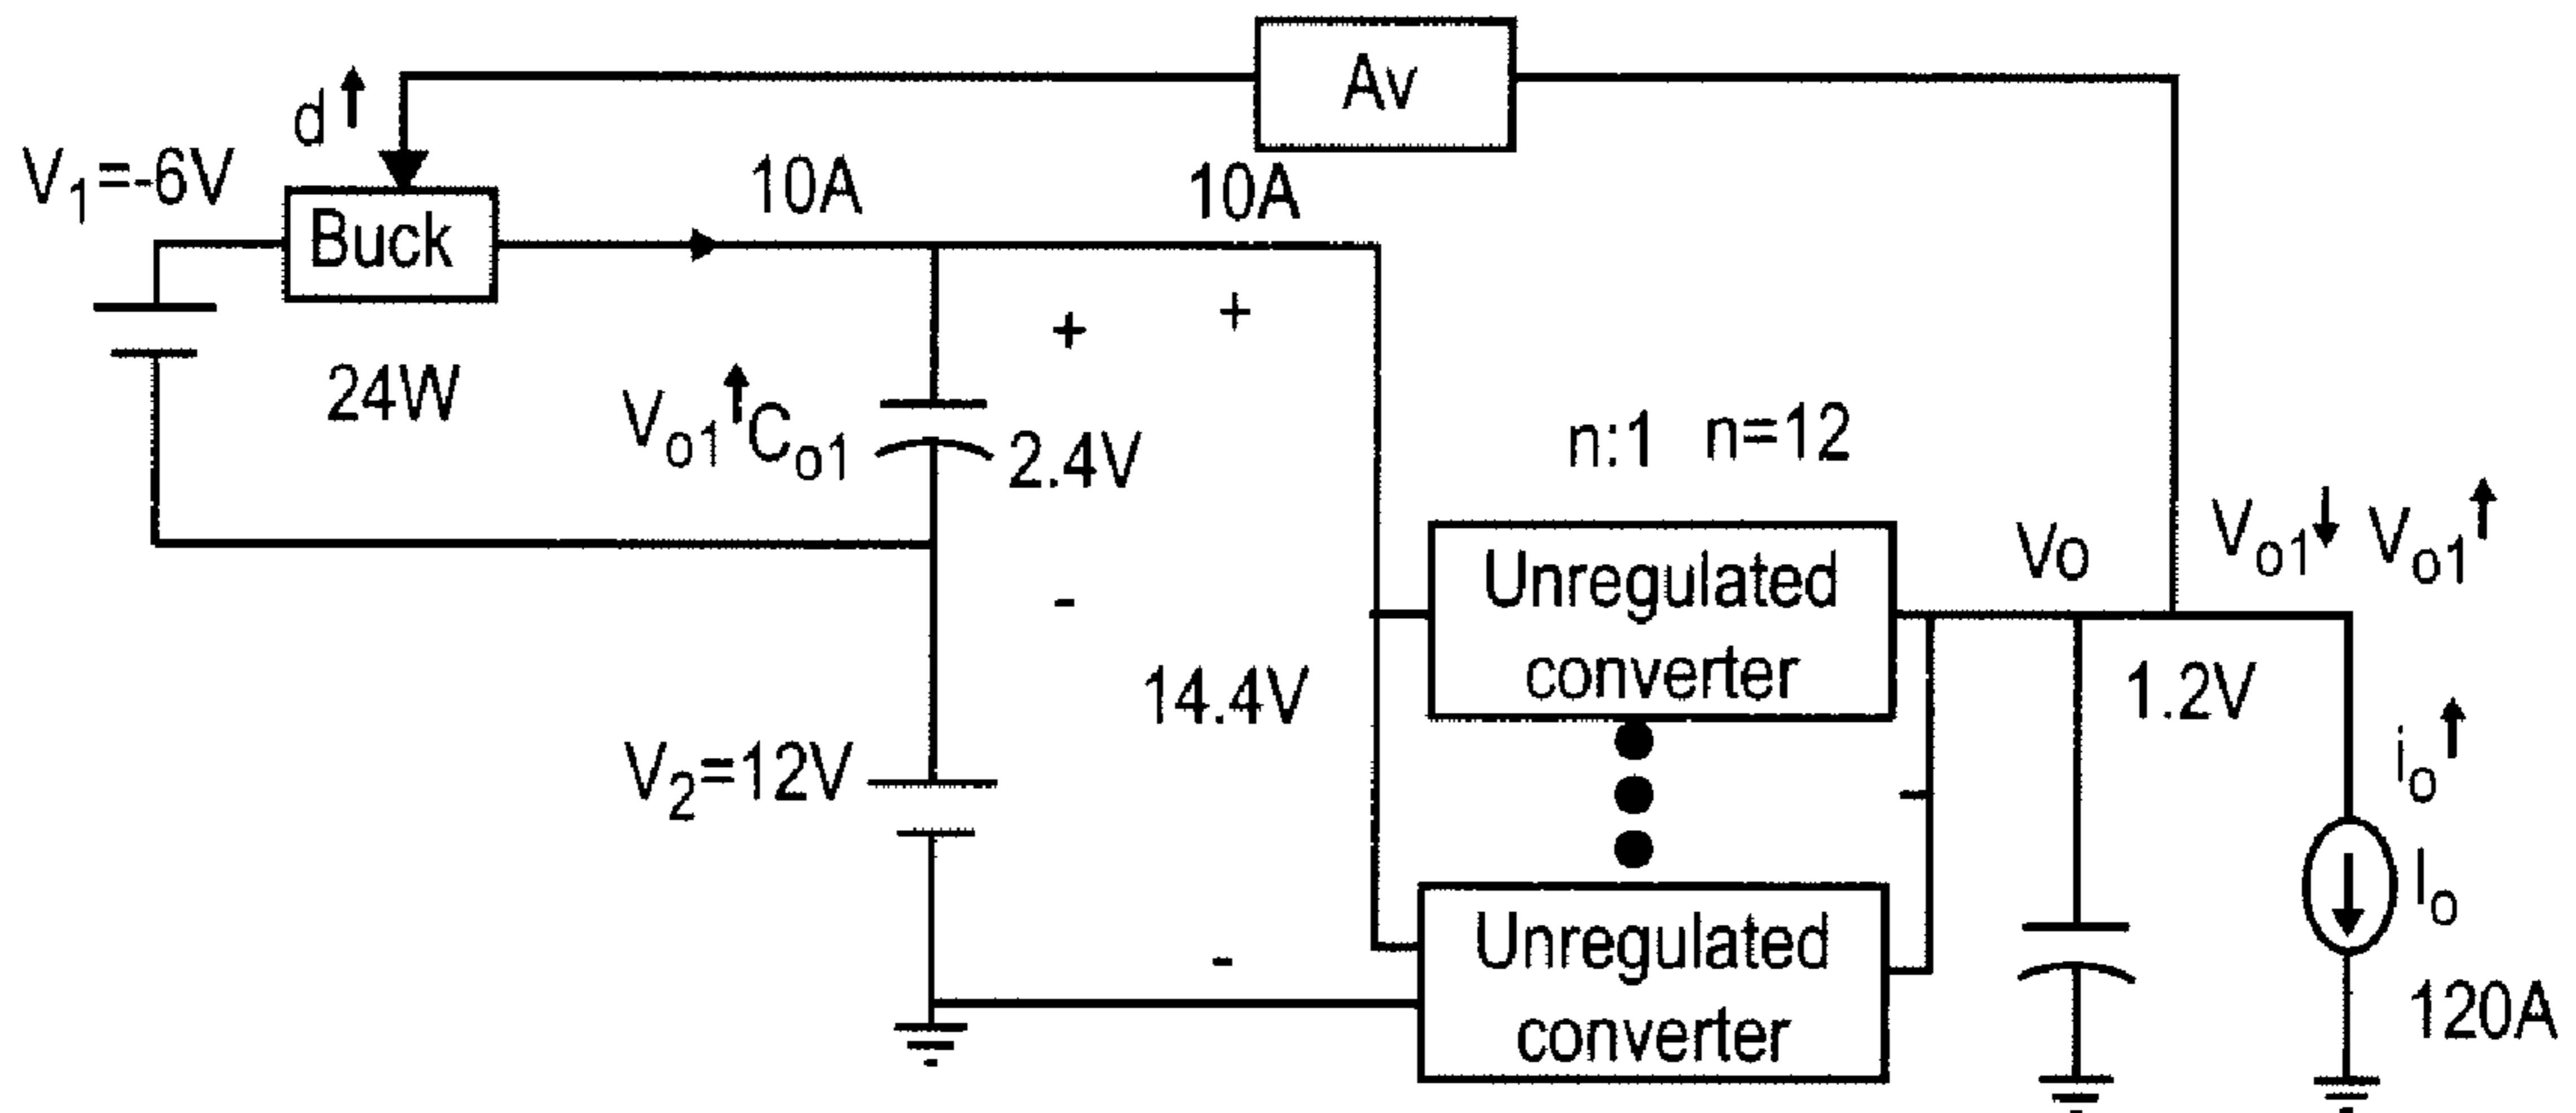 Av
d
V1=-6V
Buck
10A
10A
+
+
24W
Vo1
Co1
2.4V
n:1 n=12
-
Unregulated
converter
Vo
Vo1 Vo1
14.4V
1.2V
V2=12V
io
Io
-
Unregulated
converter
120A